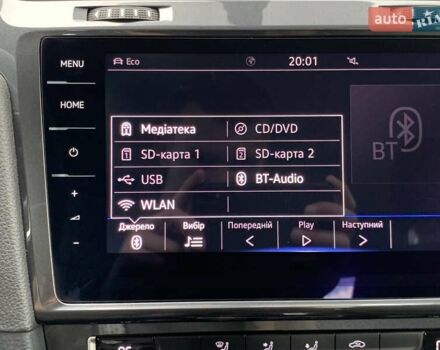 auto.
RIA
MENU
Eco
20:01
HOME
Медіатека
CD/DVD
SD-карта 1
SD-карта 2
USB
BT-Audio
WLAN
BT
Джерело
Вибір
Попередній
Play
Наступний